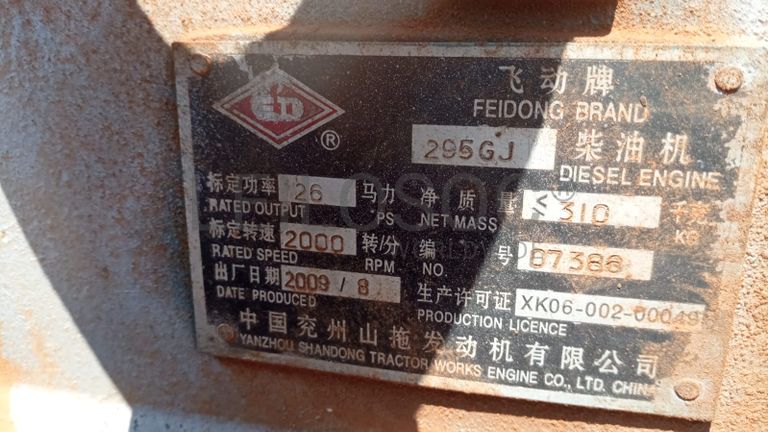 飞动牌
FEIDONG BRAND
295GJ 柴油机
DIESEL ENGINE
标定功率 26 马力 净质量 ≤ 310 千克
RATED OUTPUT PS NET MASS KG
标定转速 2000 转/分 编号 87386
RATED SPEED RPM NO.
出厂日期 2009/8 生产许可证 XK06-002-00049
DATE PRODUCED PRODUCTION LICENCE
中国兖州山拖发动机有限公司
YANZHOU SHANDONG TRACTOR WORKS ENGINE CO., LTD. CHINA